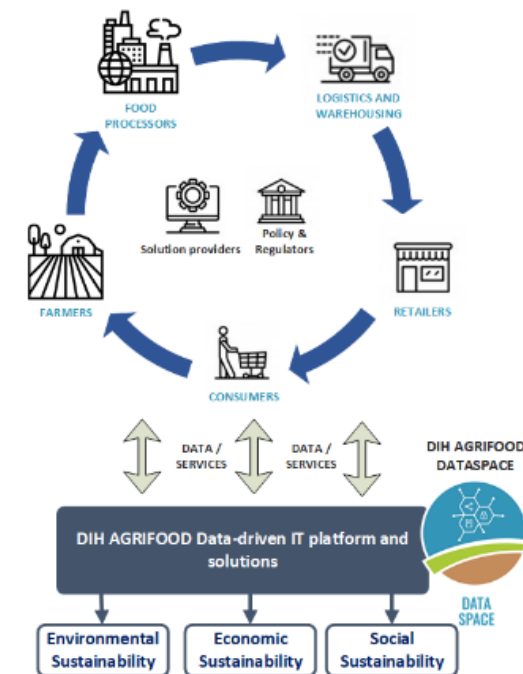 FOOD
PROCESSORS
LOGISTICS AND
WAREHOUSING
Solution providers
Policy &
Regulators
FARMERS
RETAILERS
CONSUMERS
DATA /
SERVICES
DATA /
SERVICES
DIH AGRIFOOD
DATASPACE
DIH AGRIFOOD Data-driven IT platform and
solutions
DATA
SPACE
Environmental
Sustainability
Economic
Sustainability
Social
Sustainability